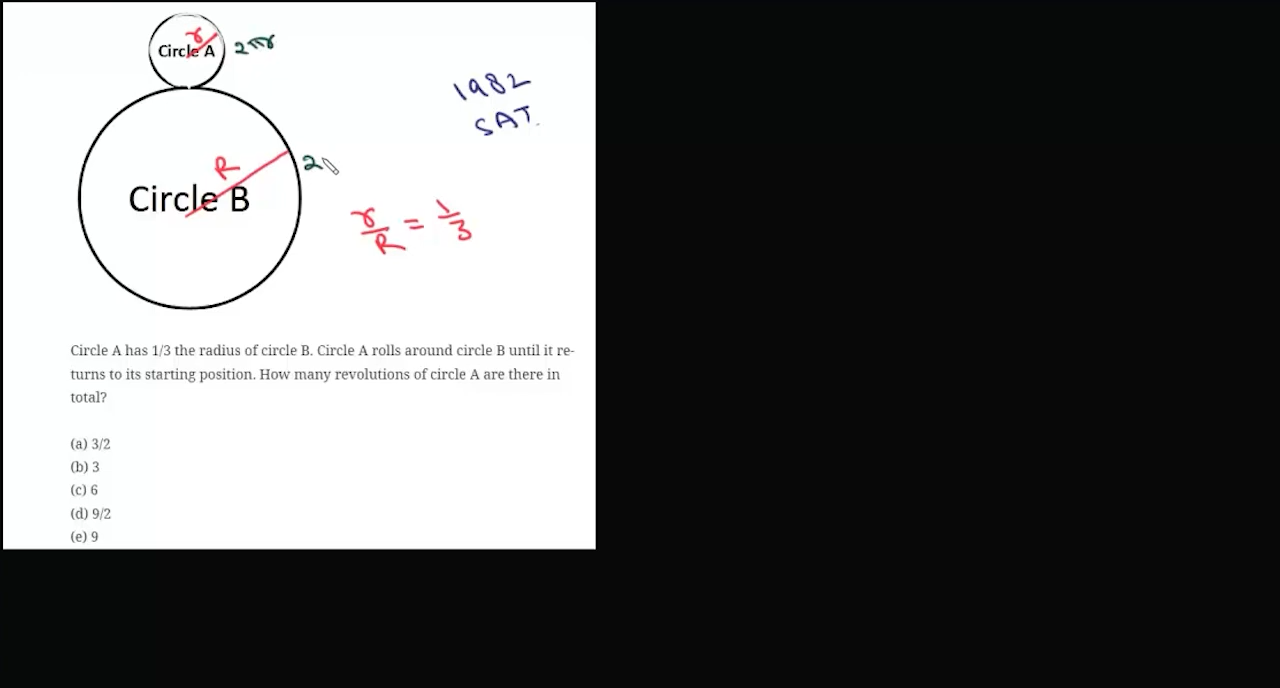 r
Circle A 2πr
1982
SAT.
R
2
Circle B
r/R = 1/3
Circle A has 1/3 the radius of circle B. Circle A rolls around circle B until it re-
turns to its starting position. How many revolutions of circle A are there in
total?
(a) 3/2
(b) 3
(c) 6
(d) 9/2
(e) 9